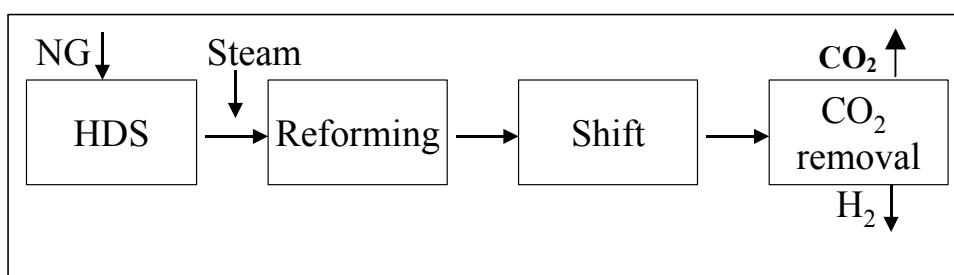 NG
Steam
CO₂
HDS
Reforming
Shift
CO₂
removal
H₂